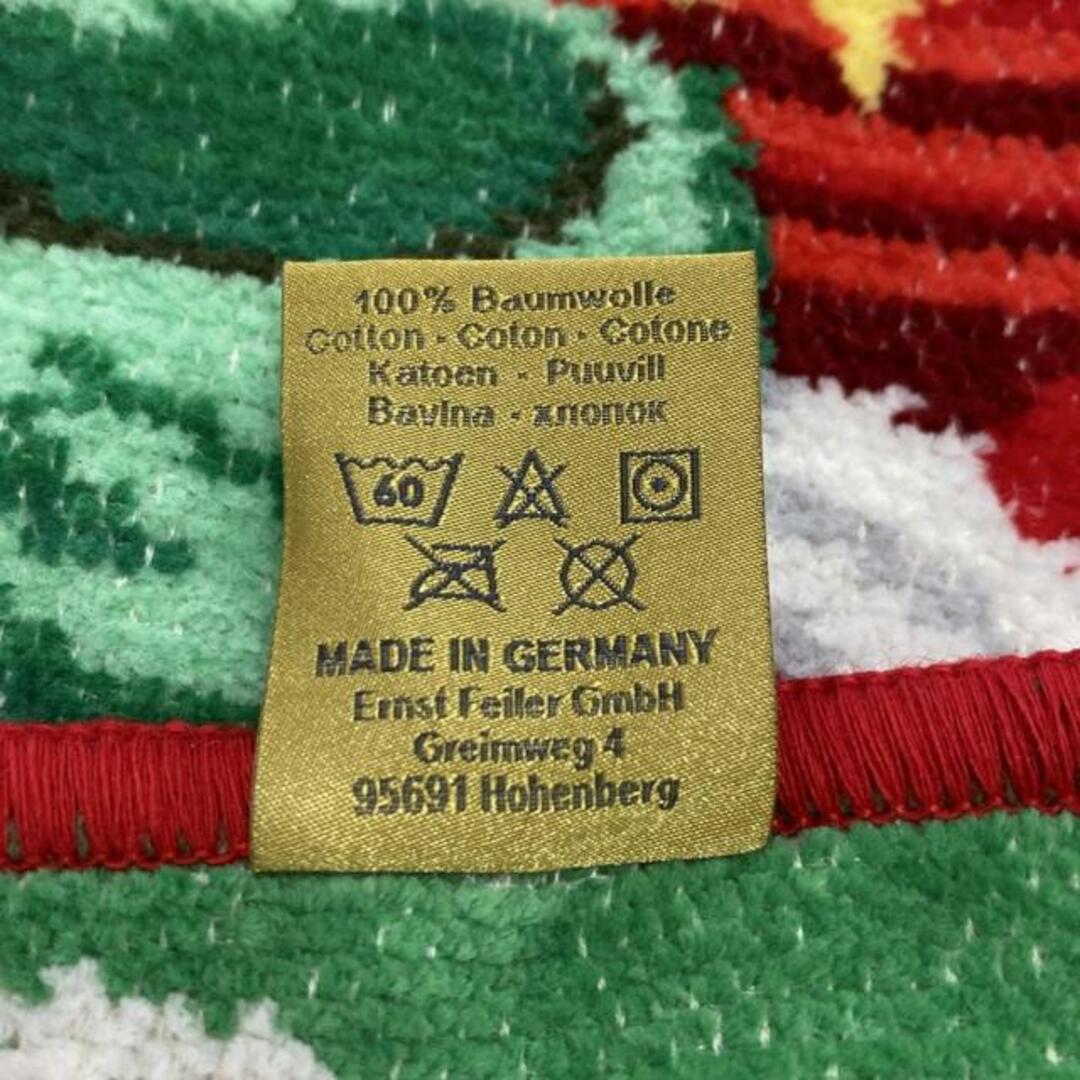 100% Baumwolle
Cotton - Coton - Cotone
Katoen - Puuvill
Bavlna - хлопок
60
MADE IN GERMANY
Ernst Feiler GmbH
Greimweg 4
95691 Hohenberg